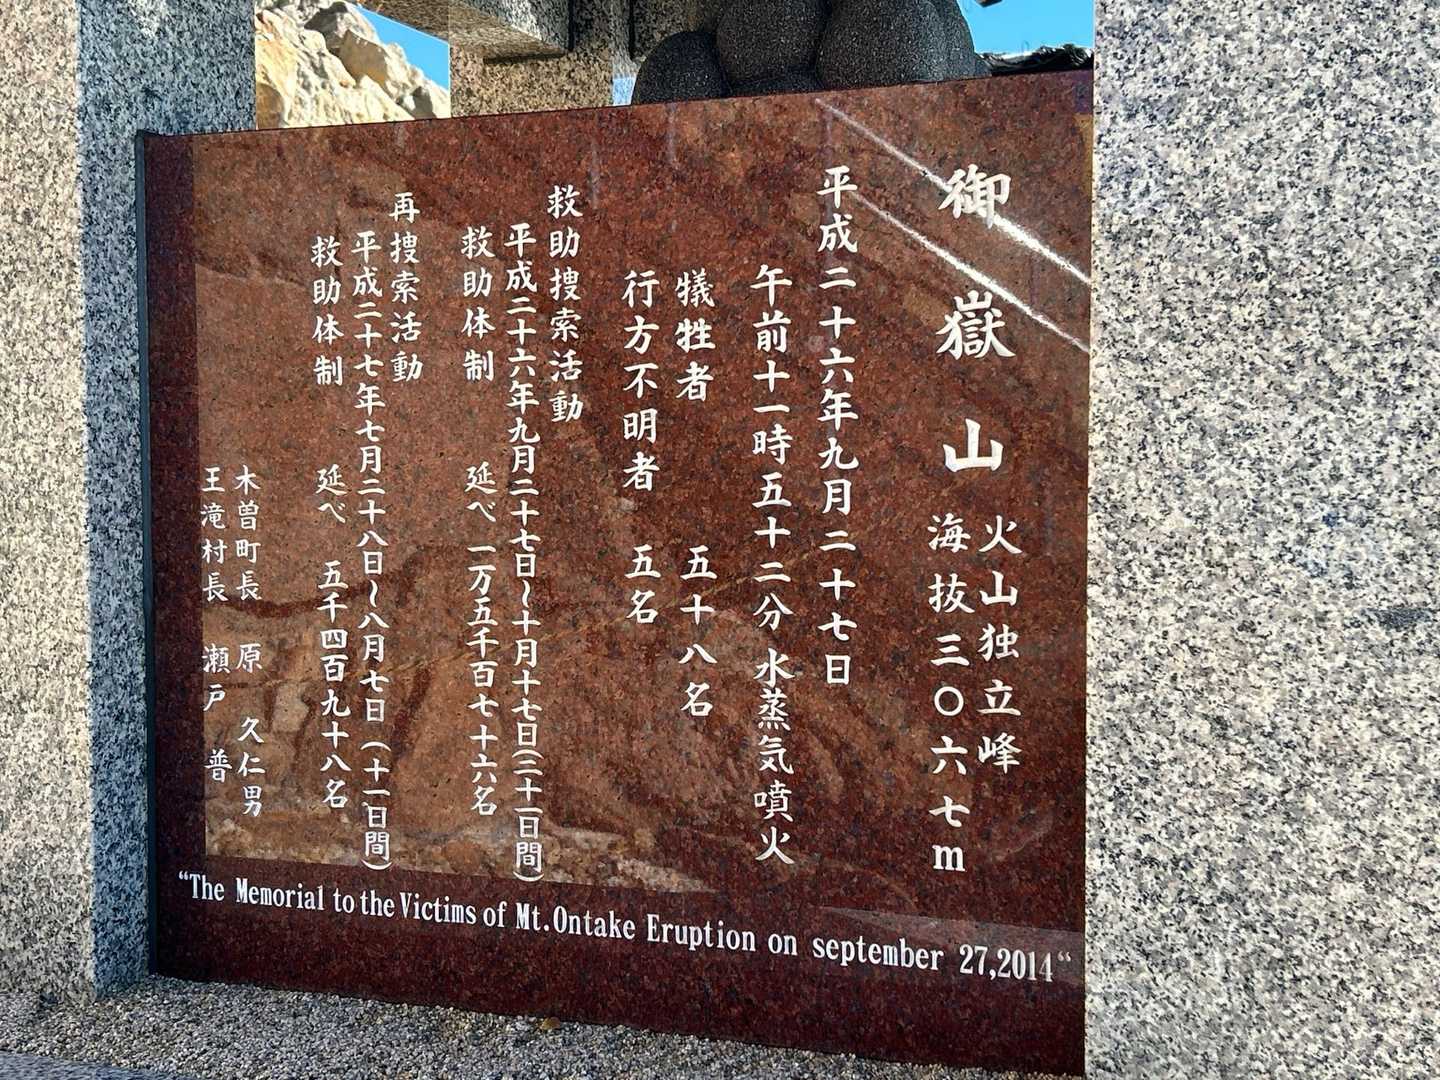 御嶽山 火山独立峰
海抜三〇六七m
平成二十六年九月二十七日
午前十一時五十二分 水蒸気噴火
犠牲者 五十八名
行方不明者 五名
救助捜索活動
平成二十六年九月二十七日～十月十七日(二十一日間)
救助体制 延べ 一万五千百七十六名
再捜索活動
平成二十七年七月二十八日～八月七日(十一日間)
救助体制 延べ 五千四百九十八名
木曽町長 原 久仁男
王滝村長 瀬戸 普
“The Memorial to the Victims of Mt.Ontake Eruption on september 27,2014“